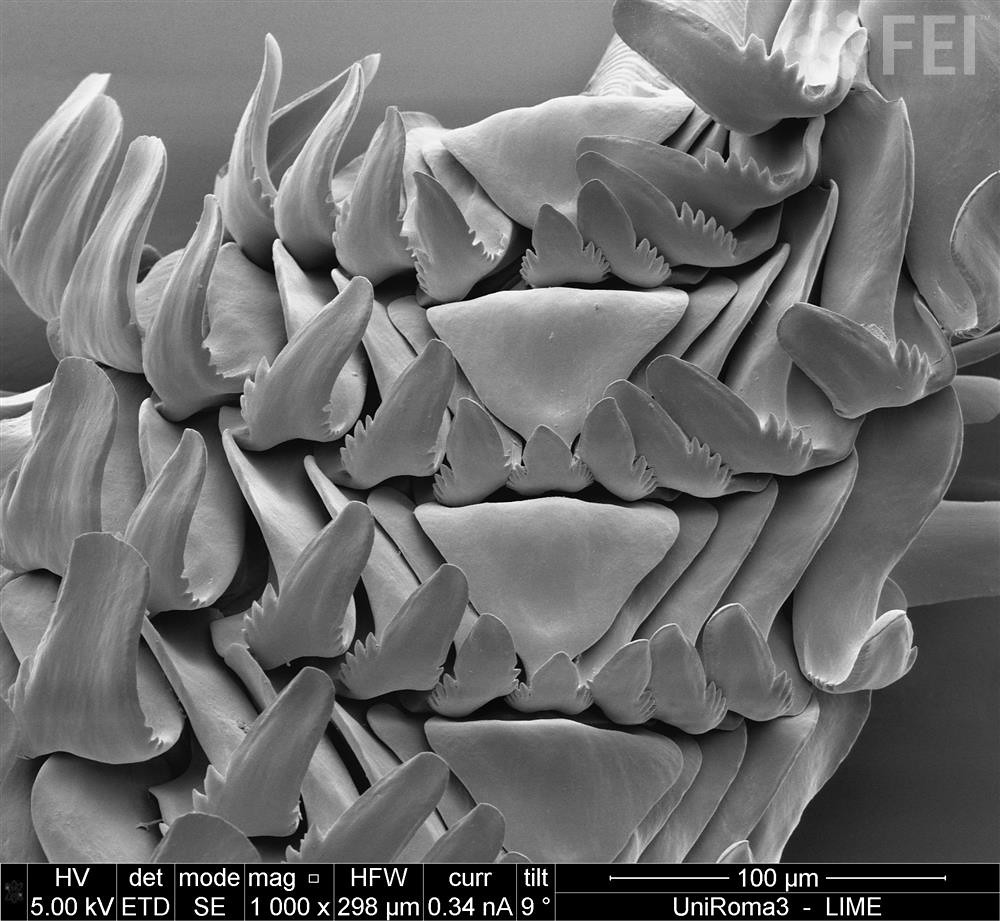 FEI™
HV det mode mag □ HFW curr tilt 100 µm
5.00 kV ETD SE 1 000 x 298 µm 0.34 nA 9 ° UniRoma3 - LIME